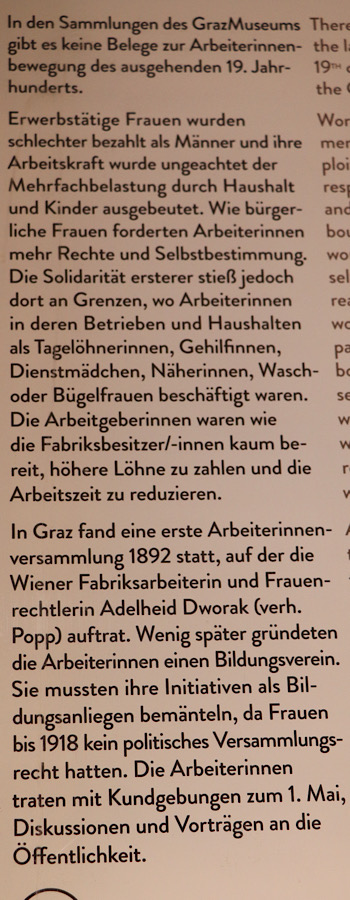 In den Sammlungen des GrazMuseums
gibt es keine Belege zur Arbeiterinnen-
bewegung des ausgehenden 19. Jahr-
hunderts.
Erwerbstätige Frauen wurden
schlechter bezahlt als Männer und ihre
Arbeitskraft wurde ungeachtet der
Mehrfachbelastung durch Haushalt
und Kinder ausgebeutet. Wie bürger-
liche Frauen forderten Arbeiterinnen
mehr Rechte und Selbstbestimmung.
Die Solidarität ersterer stieß jedoch
dort an Grenzen, wo Arbeiterinnen
in deren Betrieben und Haushalten
als Tagelöhnerinnen, Gehilfinnen,
Dienstmädchen, Näherinnen, Wasch-
oder Bügelfrauen beschäftigt waren.
Die Arbeitgeberinnen waren wie
die Fabriksbesitzer/-innen kaum be-
reit, höhere Löhne zu zahlen und die
Arbeitszeit zu reduzieren.
In Graz fand eine erste Arbeiterinnen-
versammlung 1892 statt, auf der die
Wiener Fabriksarbeiterin und Frauen-
rechtlerin Adelheid Dworak (verh.
Popp) auftrat. Wenig später gründeten
die Arbeiterinnen einen Bildungsverein.
Sie mussten ihre Initiativen als Bil-
dungsanliegen bemänteln, da Frauen
bis 1918 kein politisches Versammlungs-
recht hatten. Die Arbeiterinnen
traten mit Kundgebungen zum 1. Mai,
Diskussionen und Vorträgen an die
Öffentlichkeit.
There
the l
19TH
the